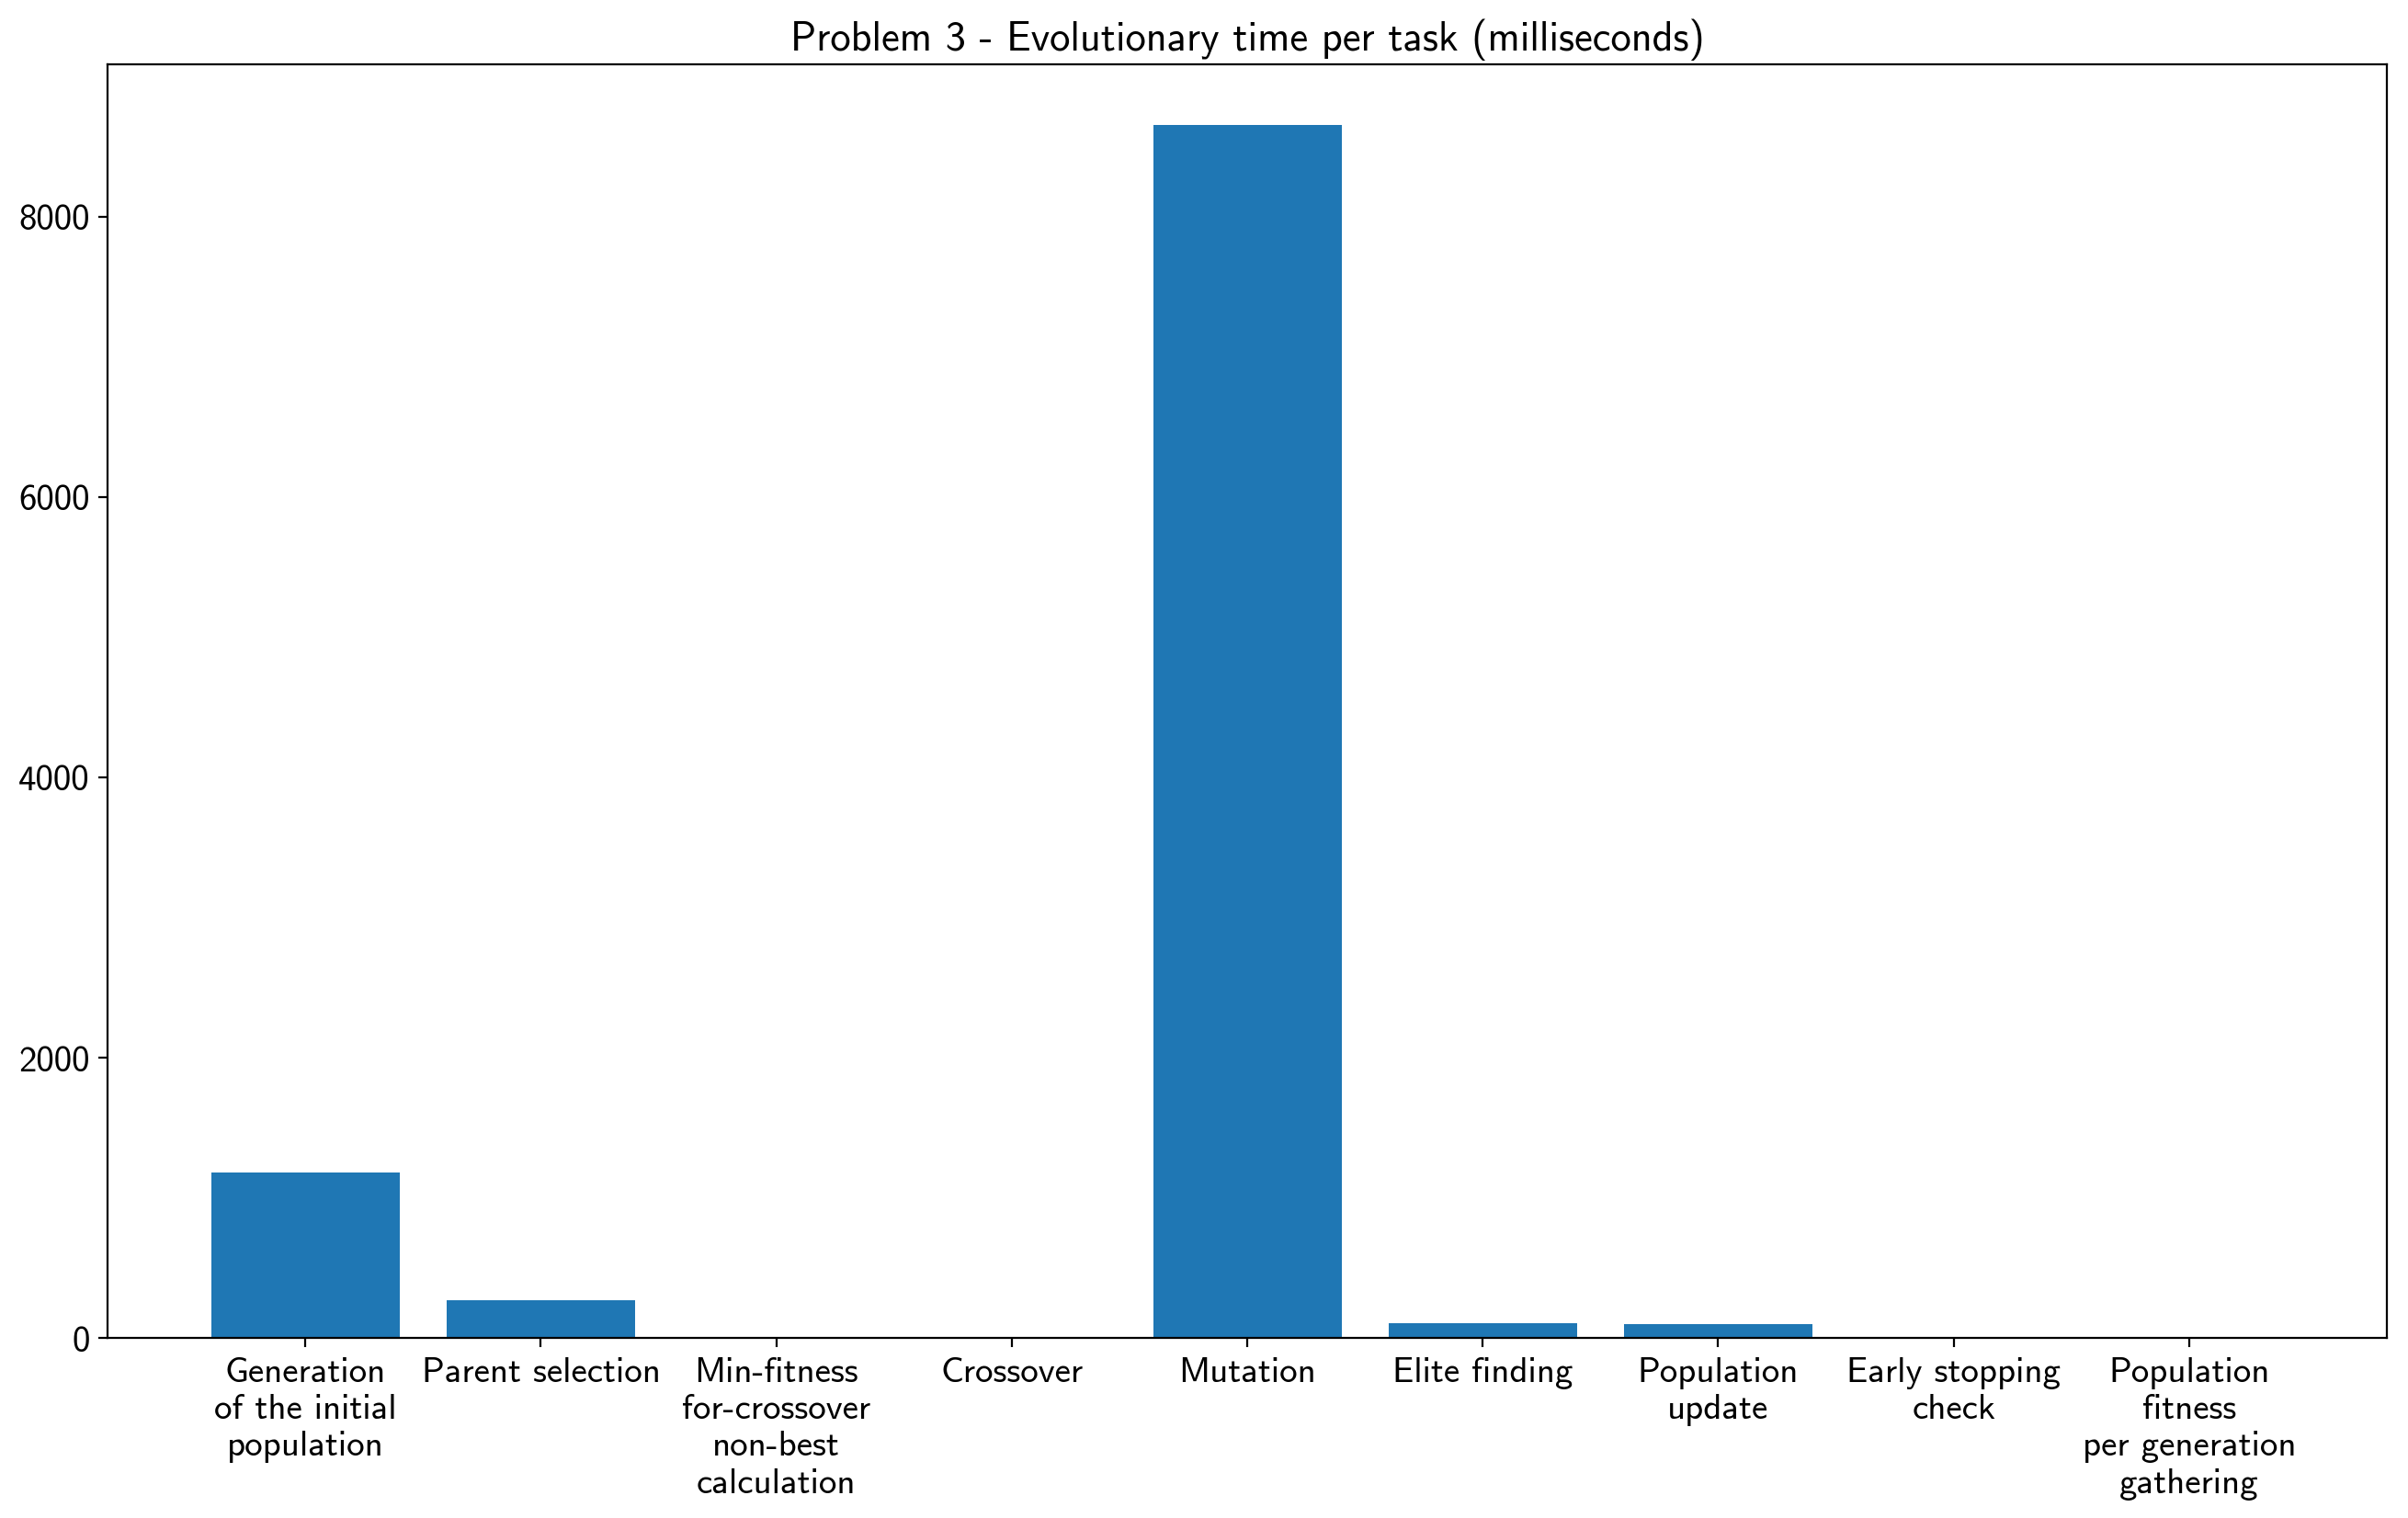 Problem 3 - Evolutionary time per task (milliseconds)
8000
6000
4000
2000
0
Generation
of the initial
population
Parent selection
Min-fitness
for-crossover
non-best
calculation
Crossover
Mutation
Elite finding
Population
update
Early stopping
check
Population
fitness
per generation
gathering